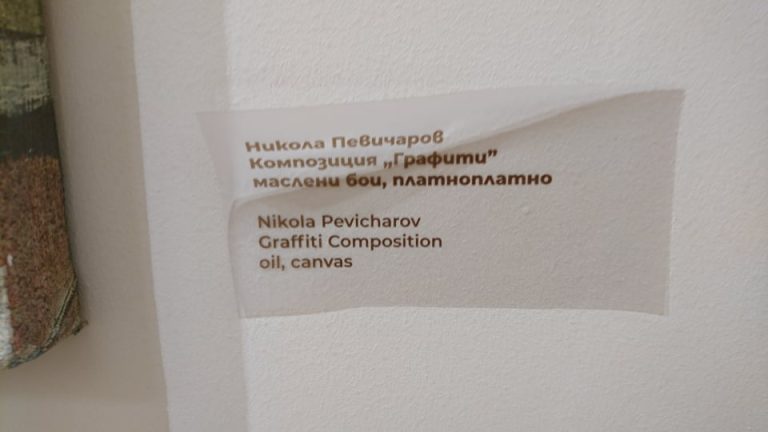 Никола Певичаров
Композиция „Графити”
маслени бои, платноплатно
Nikola Pevicharov
Graffiti Composition
oil, canvas